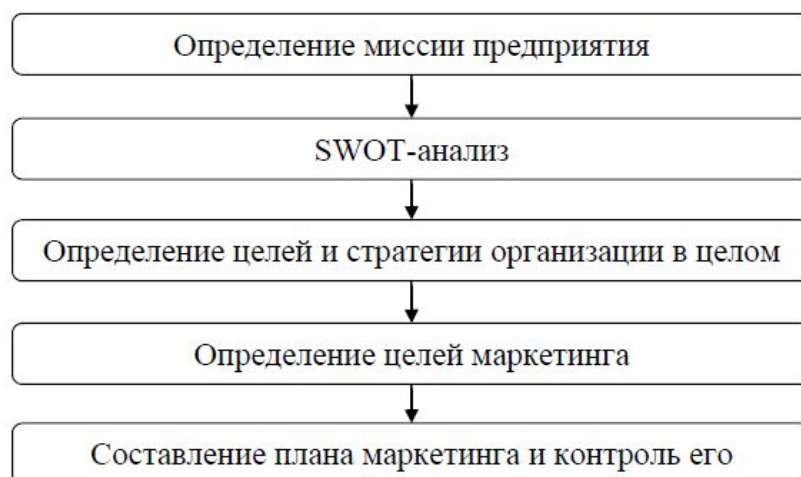 Определение миссии предприятия
SWOT-анализ
Определение целей и стратегии организации в целом
Определение целей маркетинга
Составление плана маркетинга и контроль его